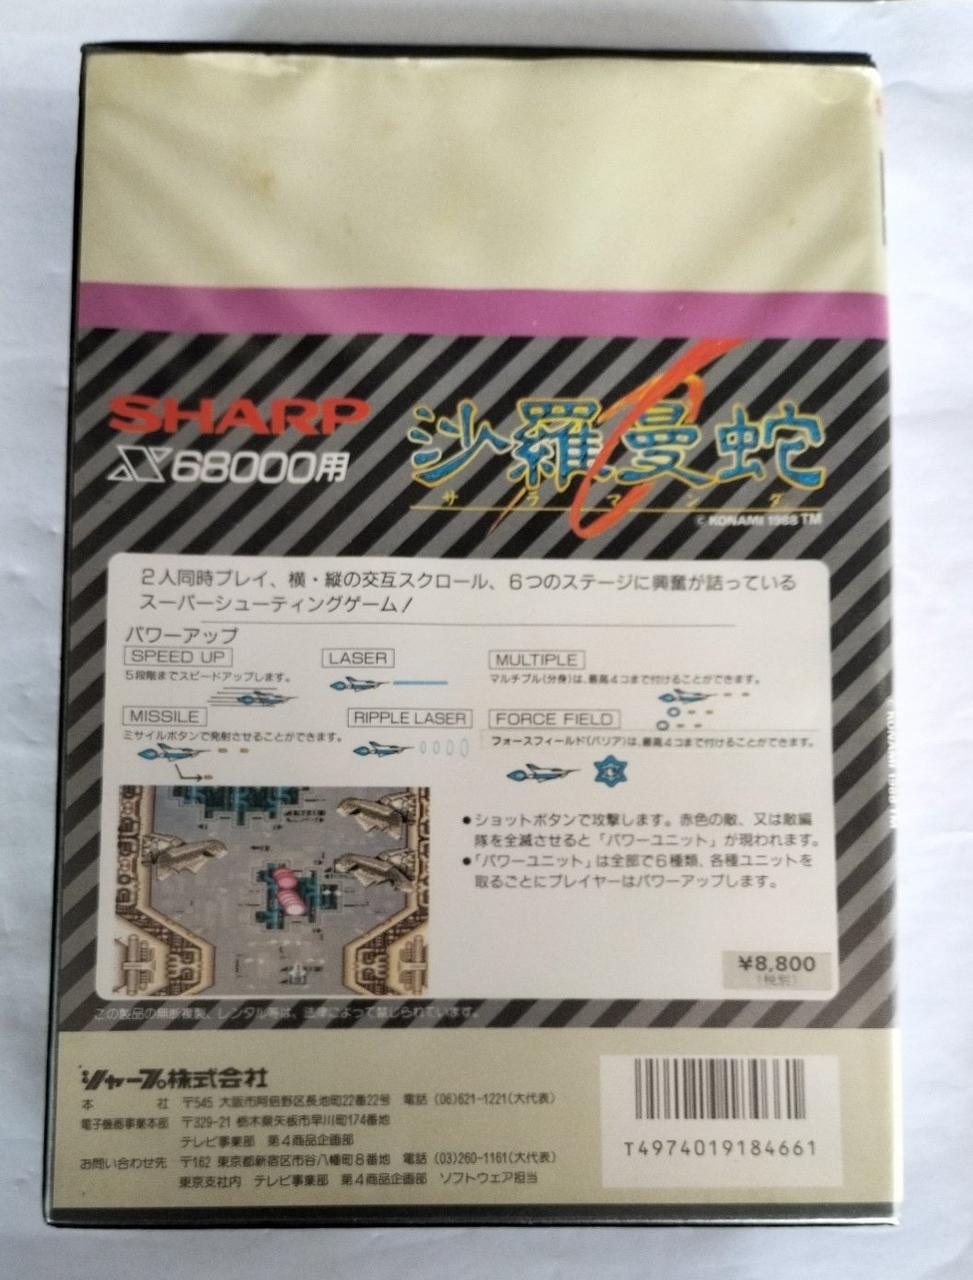 SHARP
X68000用
沙羅曼蛇
サラマンダ
© KONAMI 1988 TM
2人同時プレイ、横・縦の交互スクロール、6つのステージに興奮が詰っている
スーパーシューティングゲーム!
パワーアップ
SPEED UP
5段階までスピードアップします。
LASER
MULTIPLE
マルチプル(分身)は、最高4コまで付けることができます。
MISSILE
ミサイルボタンで発射させることができます。
RIPPLE LASER
FORCE FIELD
フォースフィールド(バリア)は、最高4コまで付けることができます。
●ショットボタンで攻撃します。赤色の敵、又は敵編
隊を全滅させると「パワーユニット」が現われます。
●「パワーユニット」は全部で6種類、各種ユニットを
取るごとにプレイヤーはパワーアップします。
¥8,800
(税別)
この製品の無断複製、レンタル等は、法律によって禁じられています。
シャープ株式会社
本社 〒545 大阪市阿倍野区長池町22番22号 電話 (06)621-1221(大代表)
電子機器事業本部 〒329-21 栃木県矢板市早川町174番地
テレビ事業部 第4商品企画部
お問い合わせ先 〒162 東京都新宿区市谷八幡町8番地 電話 (03)260-1161(大代表)
東京支社内 テレビ事業部 第4商品企画部 ソフトウェア担当
T4974019184661